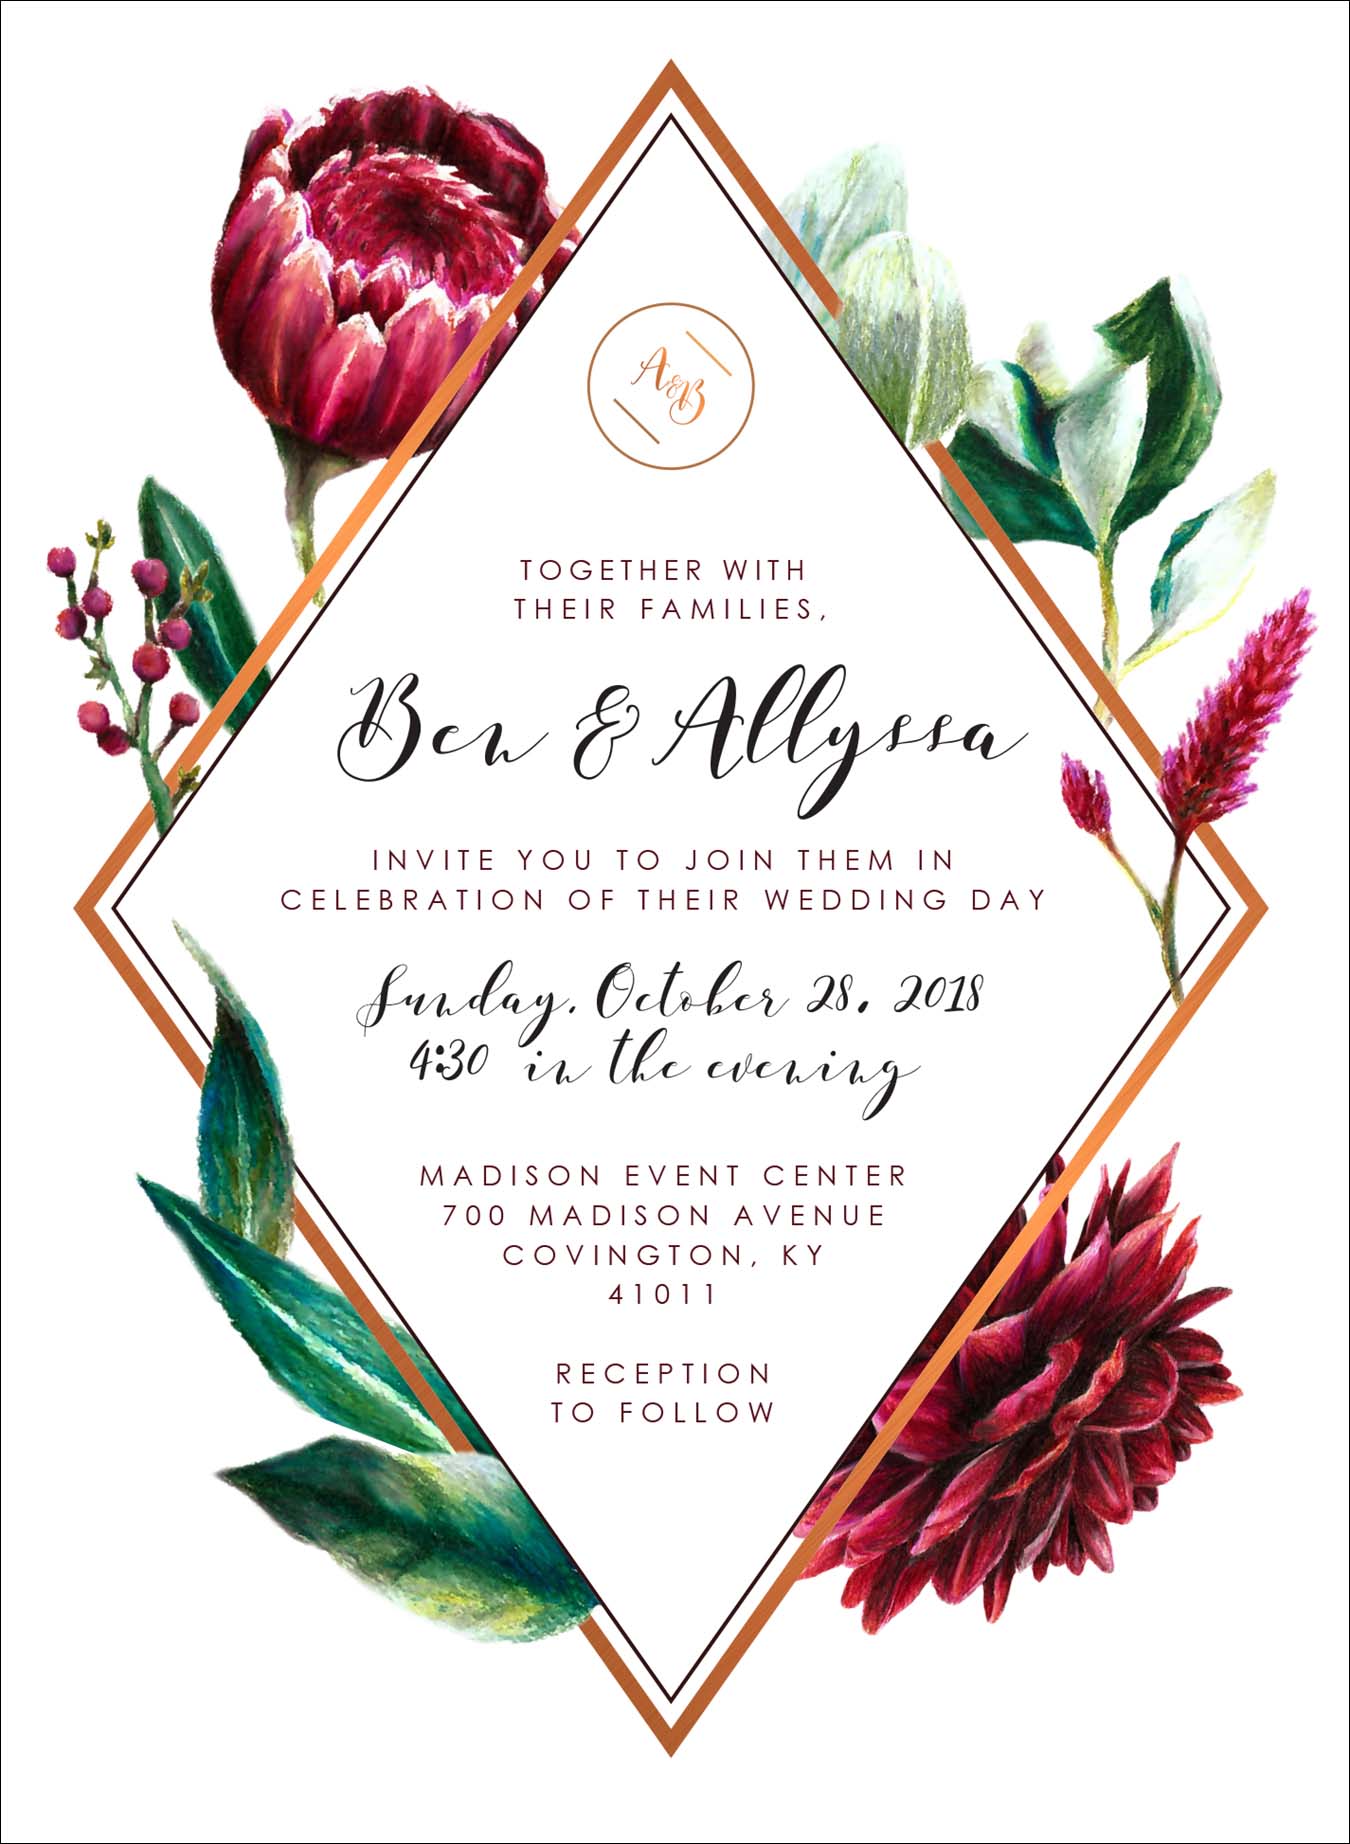 A&B
TOGETHER WITH
THEIR FAMILIES,
Ben & Allyssa
INVITE YOU TO JOIN THEM IN
CELEBRATION OF THEIR WEDDING DAY
Sunday, October 28, 2018
4:30 in the evening
MADISON EVENT CENTER
700 MADISON AVENUE
COVINGTON, KY
41011
RECEPTION
TO FOLLOW